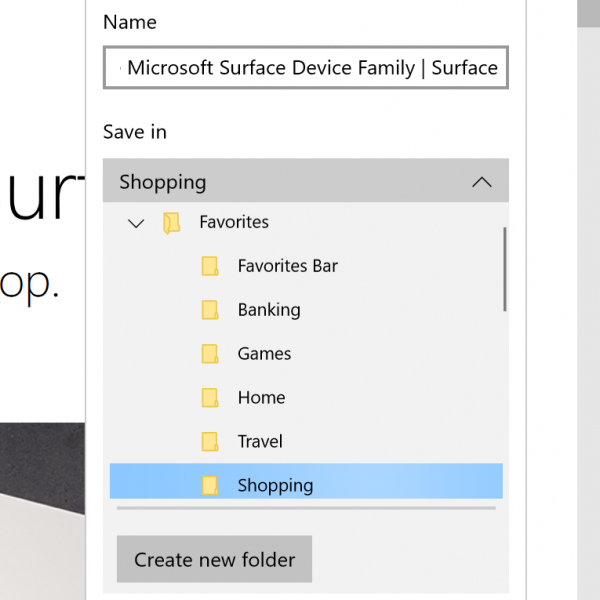 Name
Microsoft Surface Device Family | Surface
Save in
Shopping
Favorites
Favorites Bar
Banking
Games
Home
Travel
Shopping
Create new folder
op.